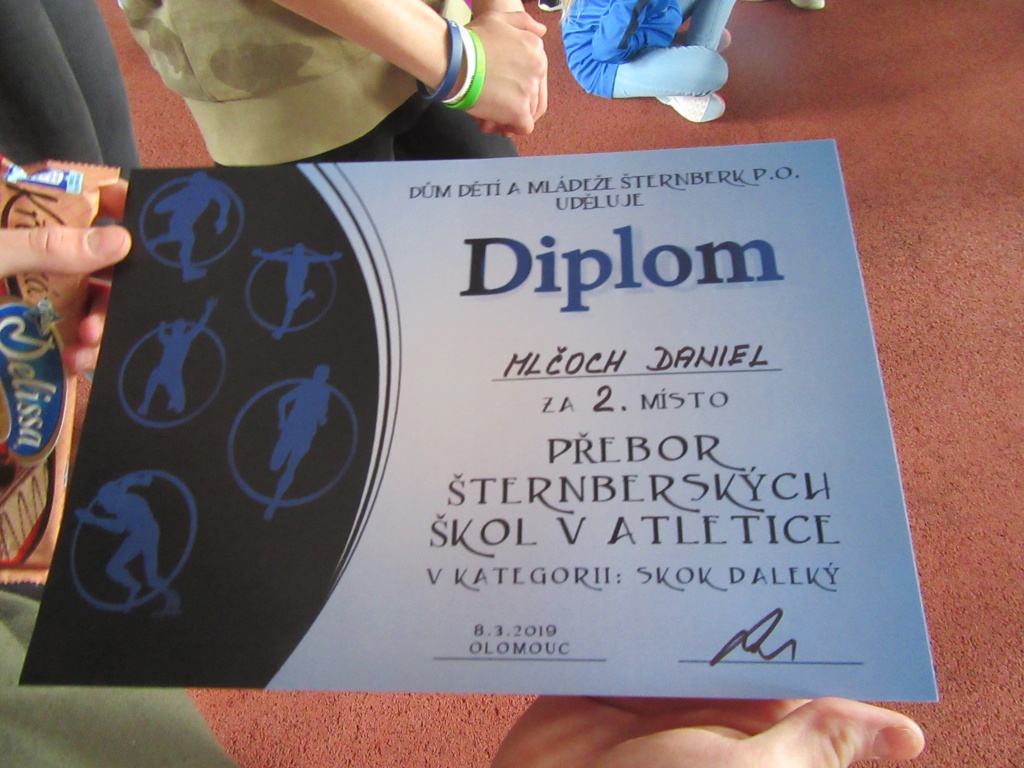 DŮM DĚTÍ A MLÁDEŽE ŠTERNBERK P.O.
UDĚLUJE
Diplom
MLČOCH DANIEL
ZA 2. MÍSTO
PŘEBOR
ŠTERNBERSKÝCH
ŠKOL V ATLETICE
V KATEGORII: SKOK DALEKÝ
8.3.2019
OLOMOUC
Delissa